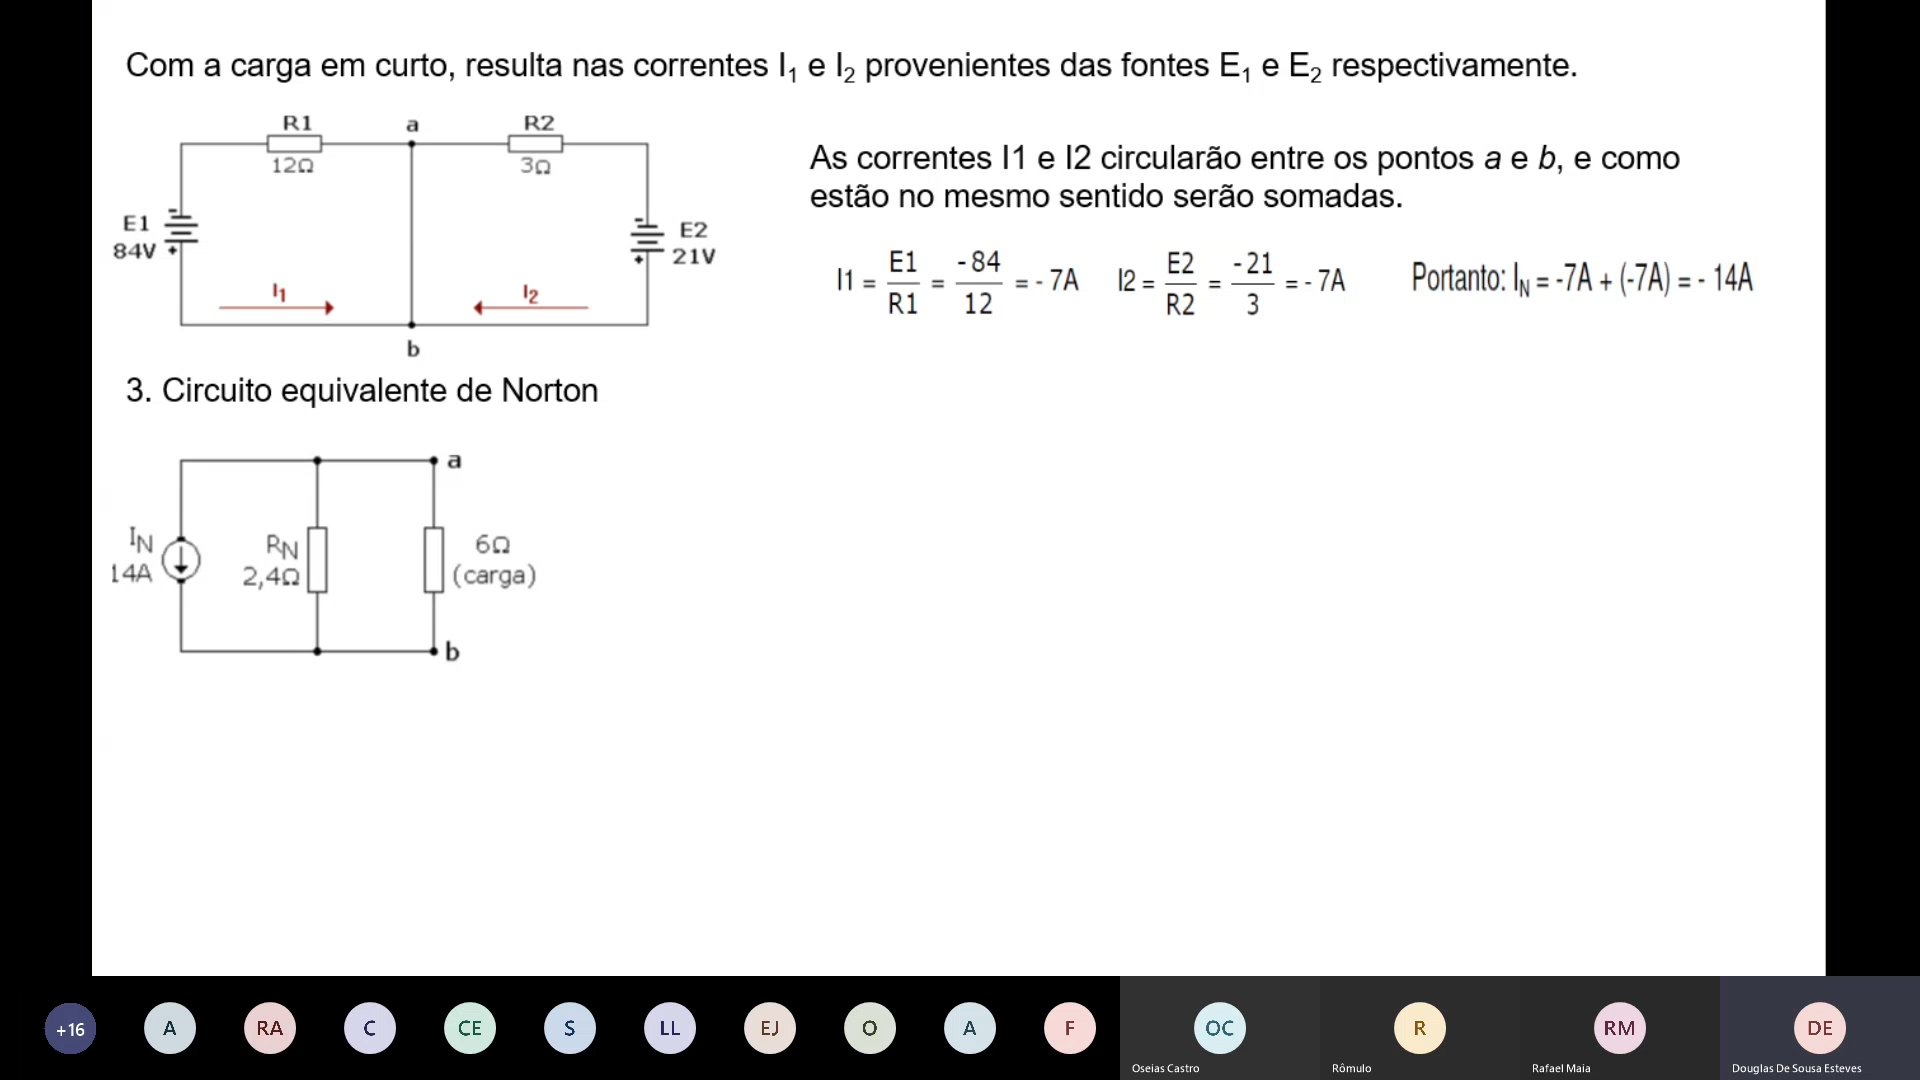 Com a carga em curto, resulta nas correntes I₁ e I₂ provenientes das fontes E₁ e E₂ respectivamente.
R1 a R2
12Ω 3Ω
E1
84V
E2
21V
I₁ I₂
b
As correntes I1 e I2 circularão entre os pontos a e b, e como
estão no mesmo sentido serão somadas.
I1 = E1/R1 = -84/12 = - 7A I2 = E2/R2 = -21/3 = - 7A Portanto: I_N = -7A + (-7A) = - 14A
3. Circuito equivalente de Norton
a
I_N
14A
R_N
2,4Ω
6Ω
(carga)
b
+16 A RA C CE S LL EJ O A F OC R RM DE
Oseias Castro Rômulo Rafael Maia Douglas De Sousa Esteves